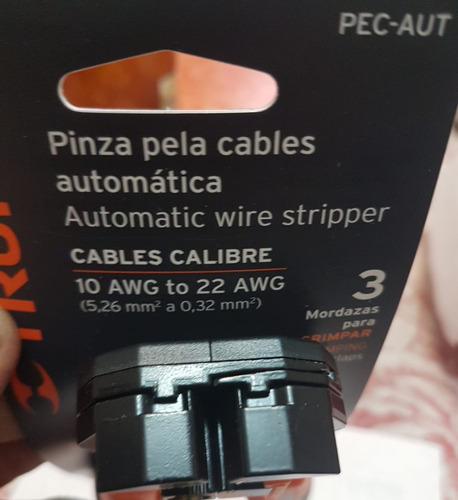 PEC-AUT
Pinza pela cables
automática
Automatic wire stripper
CABLES CALIBRE
10 AWG to 22 AWG
(5,26 mm² a 0,32 mm²)
3
Mordazas
para